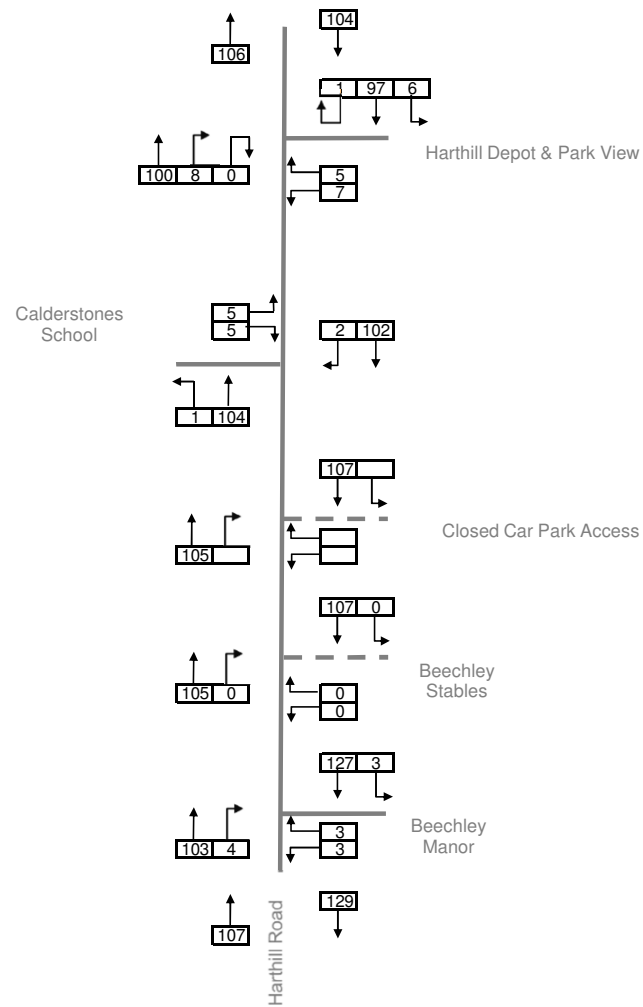 104
106
1 97 6
Harthill Depot & Park View
100 8 0
5
7
Calderstones
School
5
5
2 102
1 104
107
Closed Car Park Access
105
107 0
Beechley
Stables
105 0
0
0
127 3
Beechley
Manor
103 4
3
3
129
107
Harthill Road